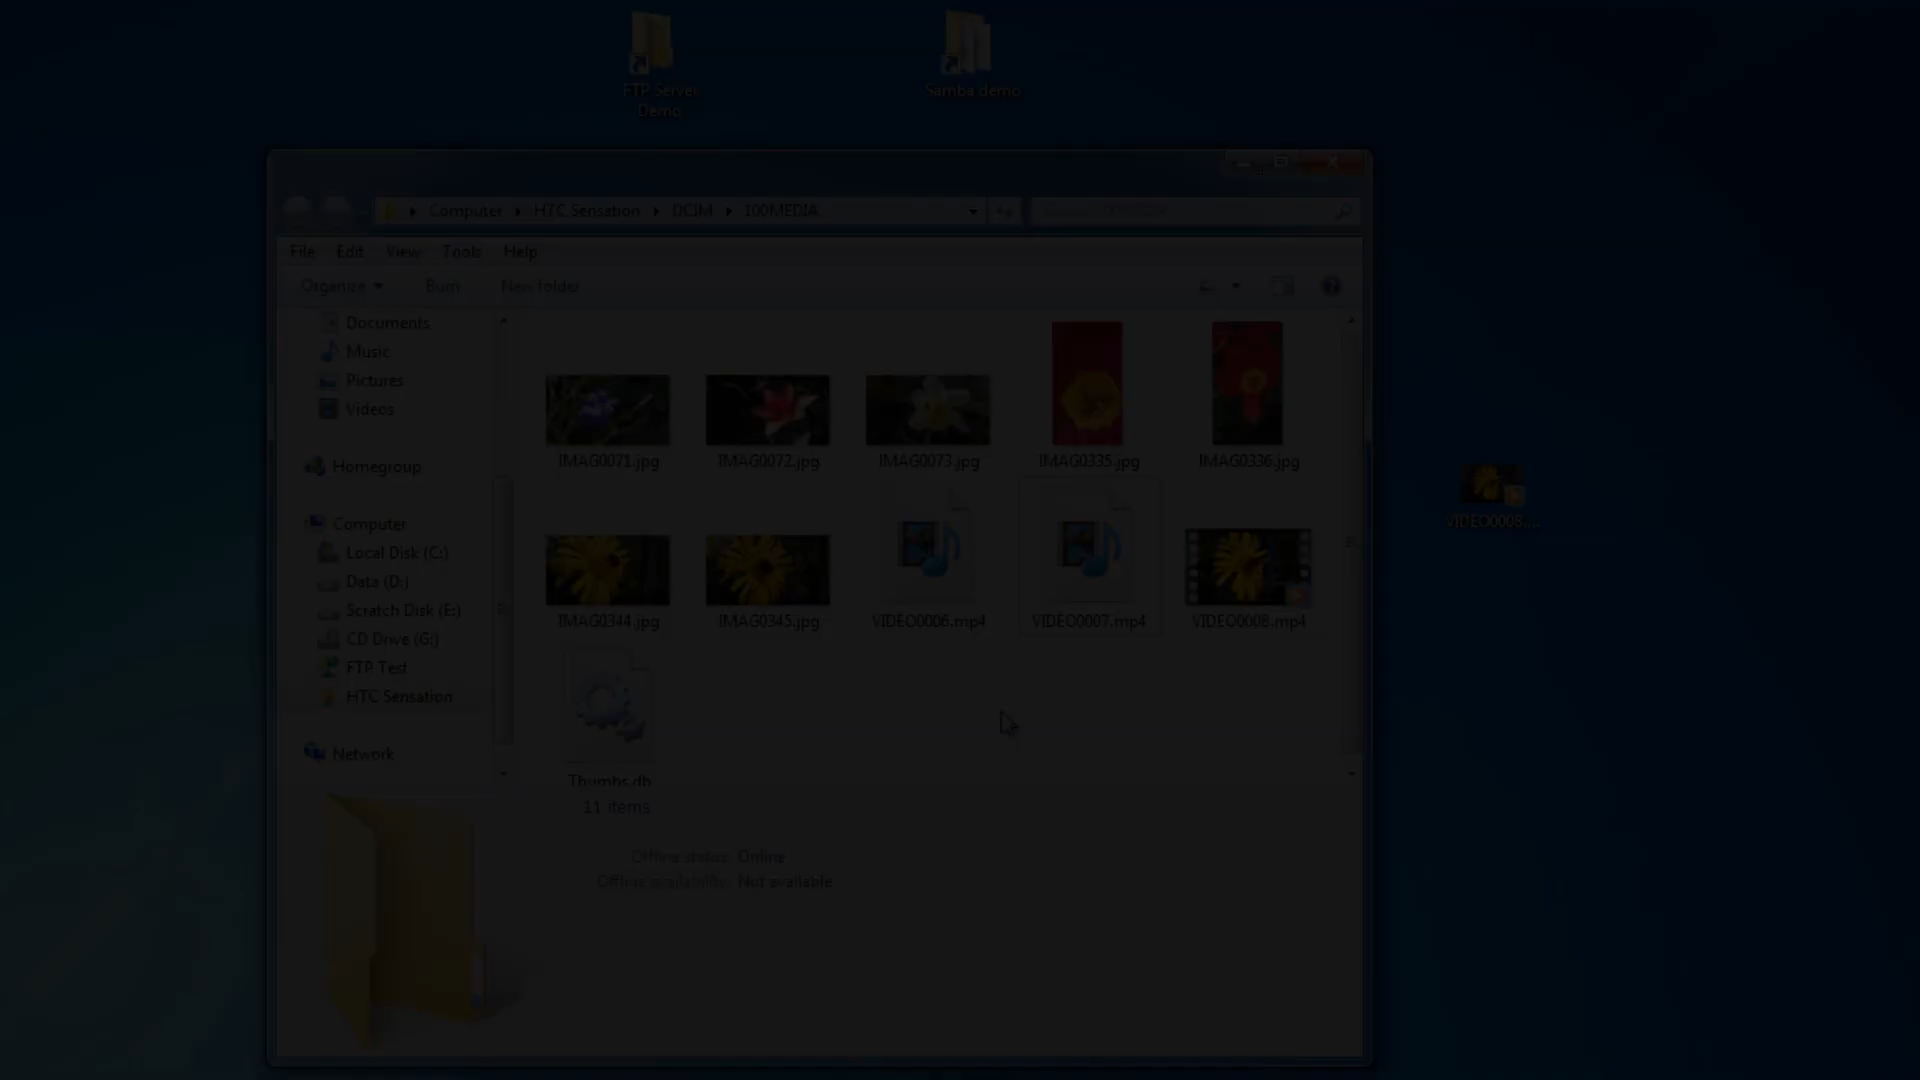 FTP Server
Demo
Samba demo
Computer
HTC Sensation
DCIM
100MEDIA
File
Edit
View
Tools
Help
Organize
Burn
New folder
Documents
Music
Pictures
Videos
Homegroup
Computer
Local Disk (C:)
Data (D:)
Scratch Disk (E:)
CD Drive (G:)
FTP Test
HTC Sensation
Network
IMAG0071.jpg
IMAG0072.jpg
IMAG0073.jpg
IMAG0335.jpg
IMAG0336.jpg
IMAG0344.jpg
IMAG0345.jpg
VIDEO0006.mp4
VIDEO0007.mp4
VIDEO0008.mp4
Thumbs.db
11 items
Offline status: Online
Offline availability: Not available
VIDEO0008....